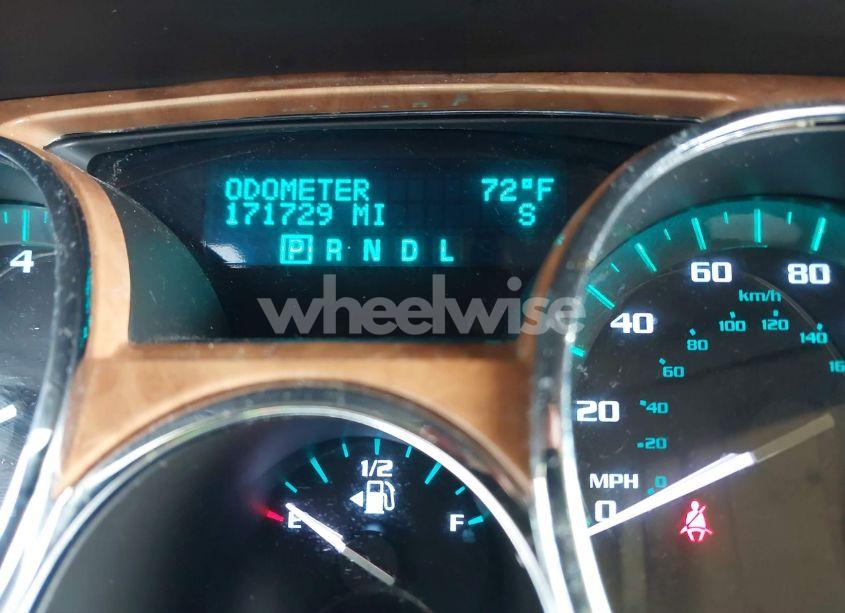 ODOMETER 72°F
171729 MI S
P R N D L
wheelwise
4
20 40 60 80
km/h
20 40 60 80 100 120 140
MPH
0 0
1/2
E F